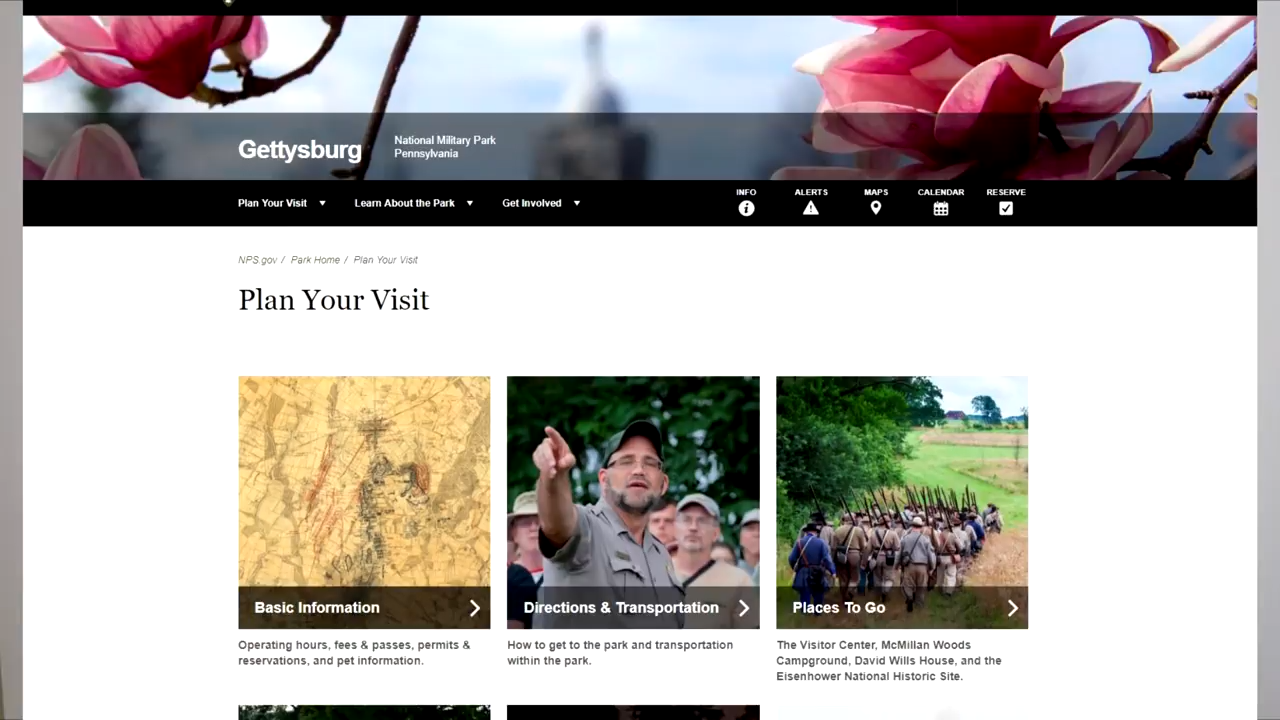 Gettysburg
National Military Park
Pennsylvania
Plan Your Visit
Learn About the Park
Get Involved
INFO
ALERTS
MAPS
CALENDAR
RESERVE
NPS.gov / Park Home / Plan Your Visit
Plan Your Visit
Basic Information
Operating hours, fees & passes, permits &
reservations, and pet information.
Directions & Transportation
How to get to the park and transportation
within the park.
Places To Go
The Visitor Center, McMillan Woods
Campground, David Wills House, and the
Eisenhower National Historic Site.